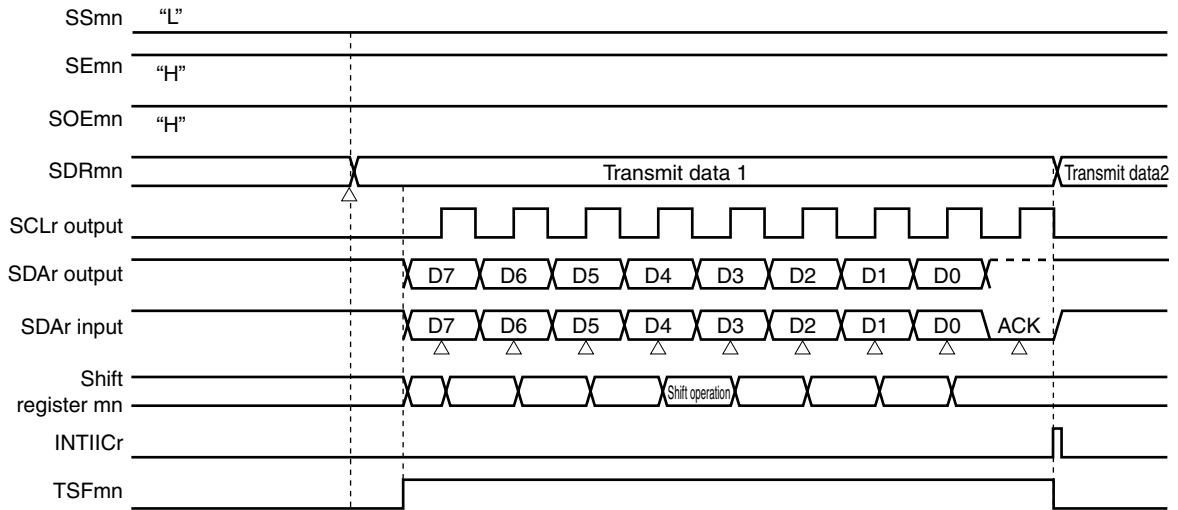 SSmn “L”
SEmn “H”
SOEmn “H”
SDRmn Transmit data 1 Transmit data2
SCLr output
SDAr output D7 D6 D5 D4 D3 D2 D1 D0
SDAr input D7 D6 D5 D4 D3 D2 D1 D0 ACK
Shift
register mn Shift operation
INTIICr
TSFmn